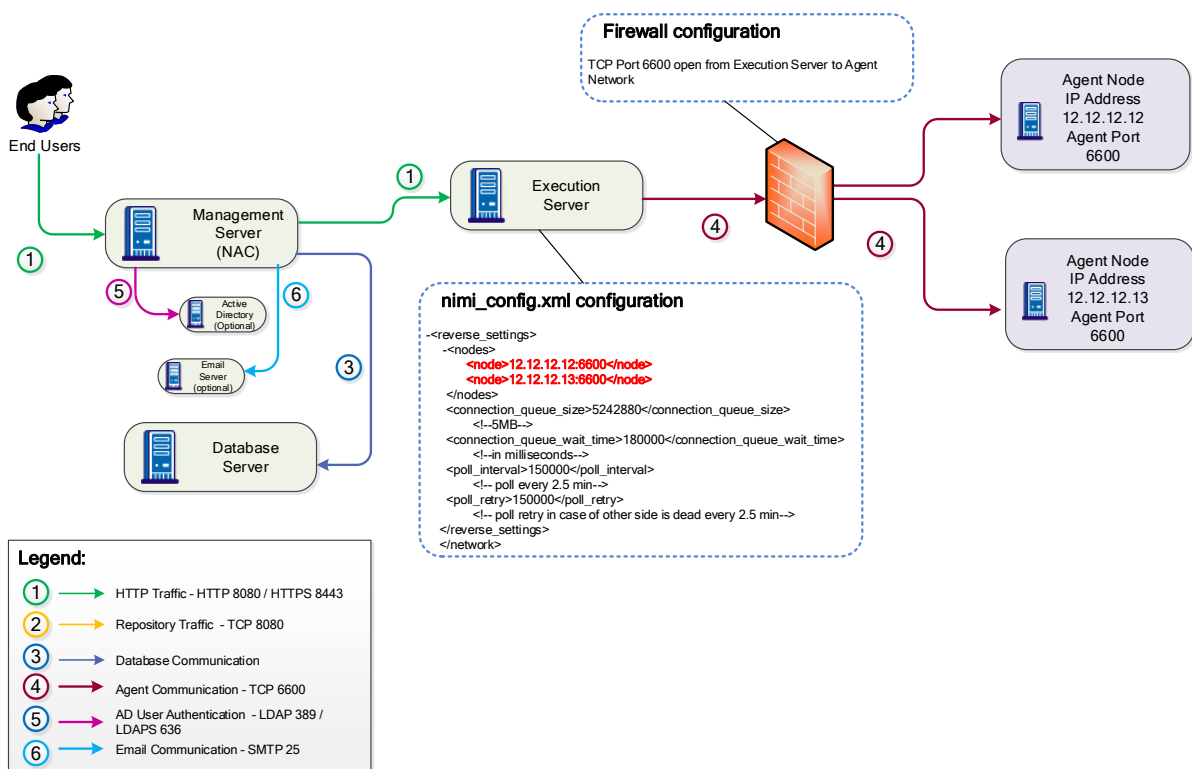 Firewall configuration
TCP Port 6600 open from Execution Server to Agent
Network
Agent Node
IP Address
12.12.12.12
Agent Port
6600
End Users
1
Management
Server
(NAC)
1
Execution
Server
4
4
Agent Node
IP Address
12.12.12.13
Agent Port
6600
5
6
Active
Directory
(Optional)
Email
Server
(optional)
3
Database
Server
nimi_config.xml configuration
-<reverse_settings>
-<nodes>
<node>12.12.12.12:6600</node>
<node>12.12.12.13:6600</node>
</nodes>
<connection_queue_size>5242880</connection_queue_size>
<!--5MB-->
<connection_queue_wait_time>180000</connection_queue_wait_time>
<!--in milliseconds-->
<poll_interval>150000</poll_interval>
<!-- poll every 2.5 min-->
<poll_retry>150000</poll_retry>
<!-- poll retry in case of other side is dead every 2.5 min-->
</reverse_settings>
</network>
Legend:
1 HTTP Traffic - HTTP 8080 / HTTPS 8443
2 Repository Traffic - TCP 8080
3 Database Communication
4 Agent Communication - TCP 6600
5 AD User Authentication - LDAP 389 /
LDAPS 636
6 Email Communication - SMTP 25